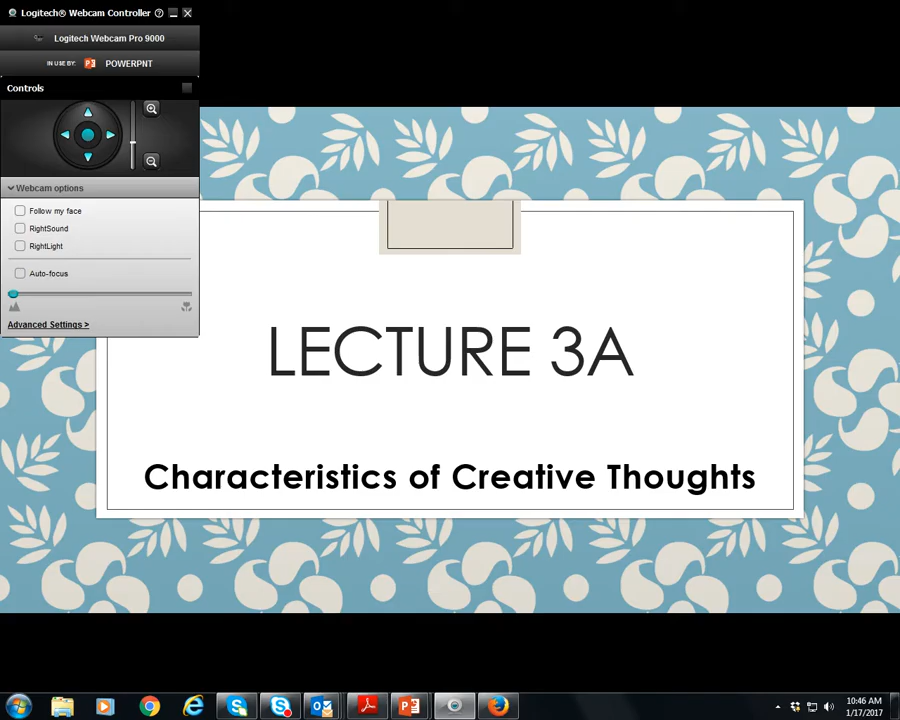 Logitech® Webcam Controller
Logitech Webcam Pro 9000
IN USE BY: POWERPNT
Controls
Webcam options
Follow my face
RightSound
RightLight
Auto-focus
Advanced Settings >
LECTURE 3A
Characteristics of Creative Thoughts
10:46 AM
1/17/2017